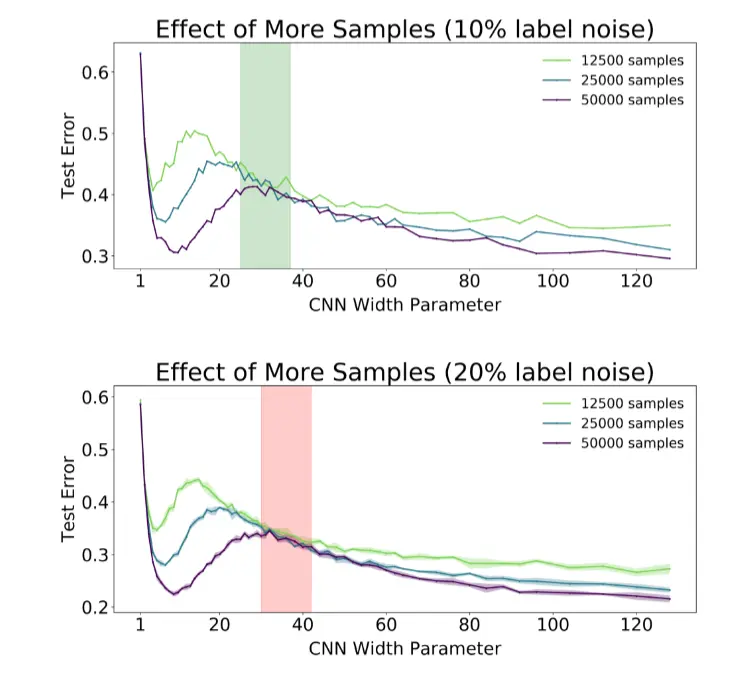 Effect of More Samples (10% label noise)
0.6
0.5
0.4
0.3
Test Error
12500 samples
25000 samples
50000 samples
1 20 40 60 80 100 120
CNN Width Parameter
Effect of More Samples (20% label noise)
0.6
0.5
0.4
0.3
0.2
Test Error
12500 samples
25000 samples
50000 samples
1 20 40 60 80 100 120
CNN Width Parameter